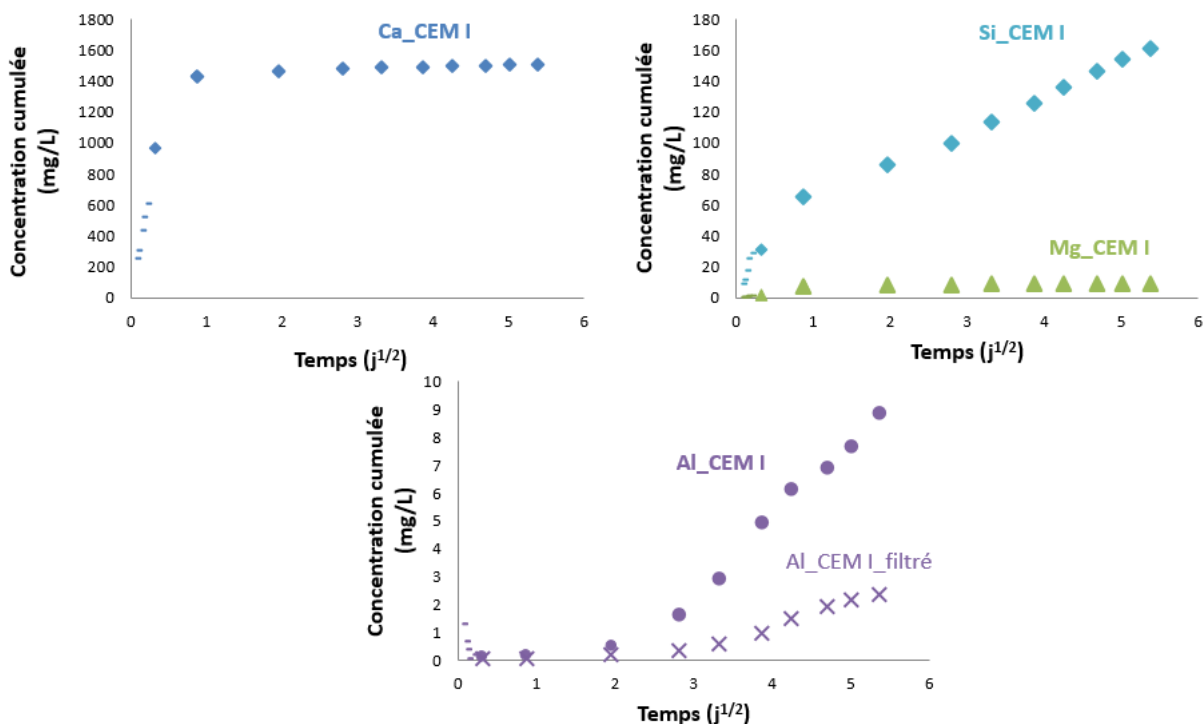 Concentration cumulée
(mg/L)
1800
1600
1400
1200
1000
800
600
400
200
0
Ca_CEM I
0 1 2 3 4 5 6
Temps (j1/2)
Concentration cumulée
(mg/L)
180
160
140
120
100
80
60
40
20
0
Si_CEM I
Mg_CEM I
0 1 2 3 4 5 6
Temps (j1/2)
Concentration cumulée
(mg/L)
10
9
8
7
6
5
4
3
2
1
0
Al_CEM I
Al_CEM I_filtré
0 1 2 3 4 5 6
Temps (j1/2)